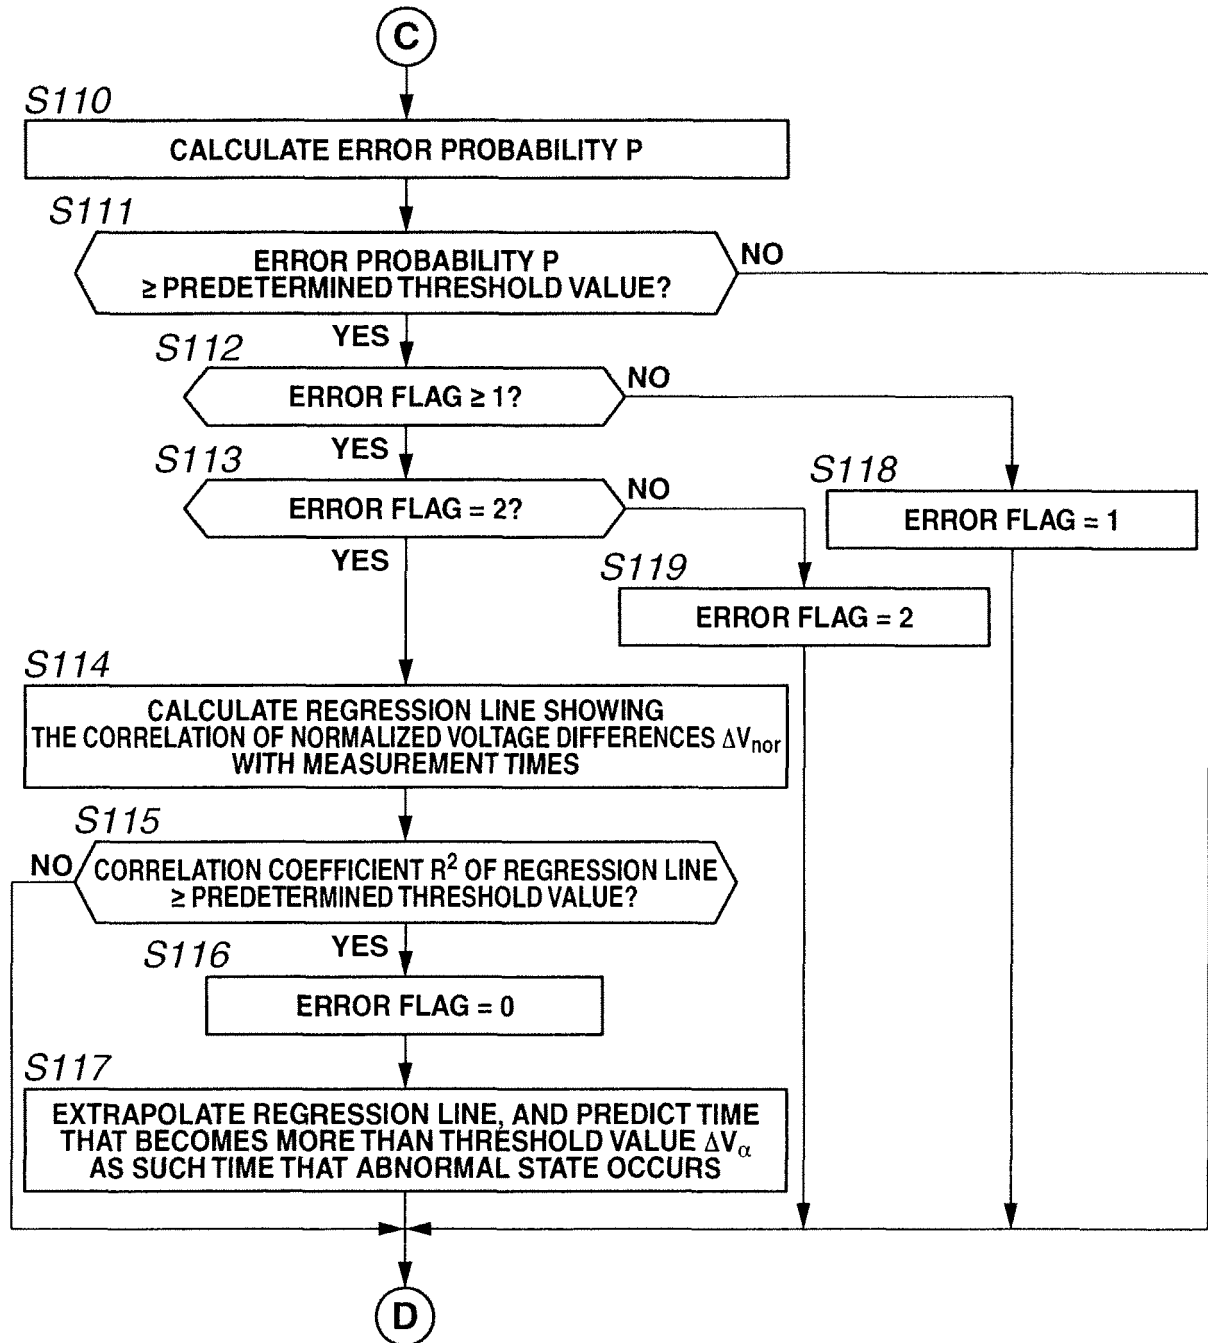 C
S110
CALCULATE ERROR PROBABILITY P
S111
ERROR PROBABILITY P
≥ PREDETERMINED THRESHOLD VALUE?
NO
YES
S112
ERROR FLAG ≥ 1?
NO
YES
S113
ERROR FLAG = 2?
NO
YES
S118
ERROR FLAG = 1
S119
ERROR FLAG = 2
S114
CALCULATE REGRESSION LINE SHOWING
THE CORRELATION OF NORMALIZED VOLTAGE DIFFERENCES ΔVnor
WITH MEASUREMENT TIMES
S115
NO
CORRELATION COEFFICIENT R² OF REGRESSION LINE
≥ PREDETERMINED THRESHOLD VALUE?
YES
S116
ERROR FLAG = 0
S117
EXTRAPOLATE REGRESSION LINE, AND PREDICT TIME
THAT BECOMES MORE THAN THRESHOLD VALUE ΔVα
AS SUCH TIME THAT ABNORMAL STATE OCCURS
D